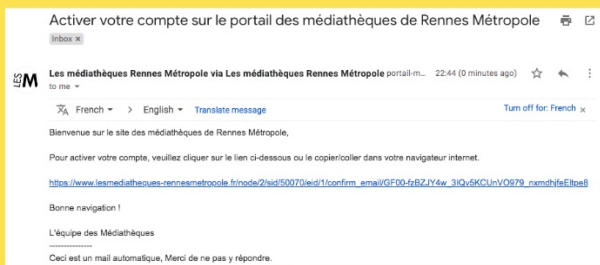 Activer votre compte sur le portail des médiathèques de Rennes Métropole
Inbox ×
LES M
Les médiathèques Rennes Métropole via Les médiathèques Rennes Métropole portail-m... 22:44 (0 minutes ago)
to me
French > English Translate message Turn off for: French ×
Bienvenue sur le site des médiathèques de Rennes Métropole,
Pour activer votre compte, veuillez cliquer sur le lien ci-dessous ou le copier/coller dans votre navigateur internet.
https://www.lesmediatheques-rennesmetropole.fr/node/2/sid/50070/eid/1/confirm_email/GF00-fzBZJY4w_3IQv5KCUnVO979_nxmdhjfeEltpe8
Bonne navigation !
L'équipe des Médiathèques
---------------
Ceci est un mail automatique, Merci de ne pas y répondre.